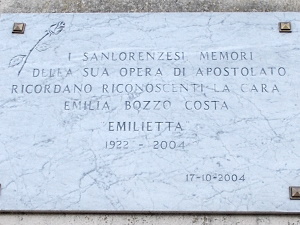 I SANLORENZESI MEMORI
DELLA SUA OPERA DI APOSTOLATO
RICORDANO RICONOSCENTI LA CARA
EMILIA BOZZO COSTA
EMILIETTA
1922 - 2004
17-10-2004